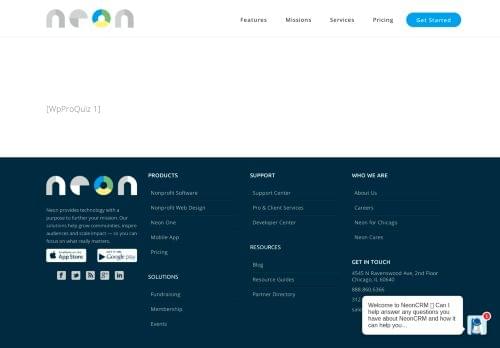 neon
Features Missions Services Pricing Get Started
[WpProQuiz 1]
neon
Neon provides technology with a
purpose to further your mission. Our
solutions help grow communities, inspire
audiences and scale impact — so you can
focus on what really matters.
App Store
Google play
PRODUCTS
Nonprofit Software
Nonprofit Web Design
Neon One
Mobile App
Pricing
SOLUTIONS
Fundraising
Membership
Events
SUPPORT
Support Center
Pro & Client Services
Developer Center
RESOURCES
Blog
Resource Guides
Partner Directory
WHO WE ARE
About Us
Careers
Neon for Chicago
Neon Cares
GET IN TOUCH
4545 N Ravenswood Ave, 2nd Floor
Chicago, IL 60640
888.860.6366
312
sale
Welcome to NeonCRM Can I
help answer any questions you
have about NeonCRM and how it
can help you...
1